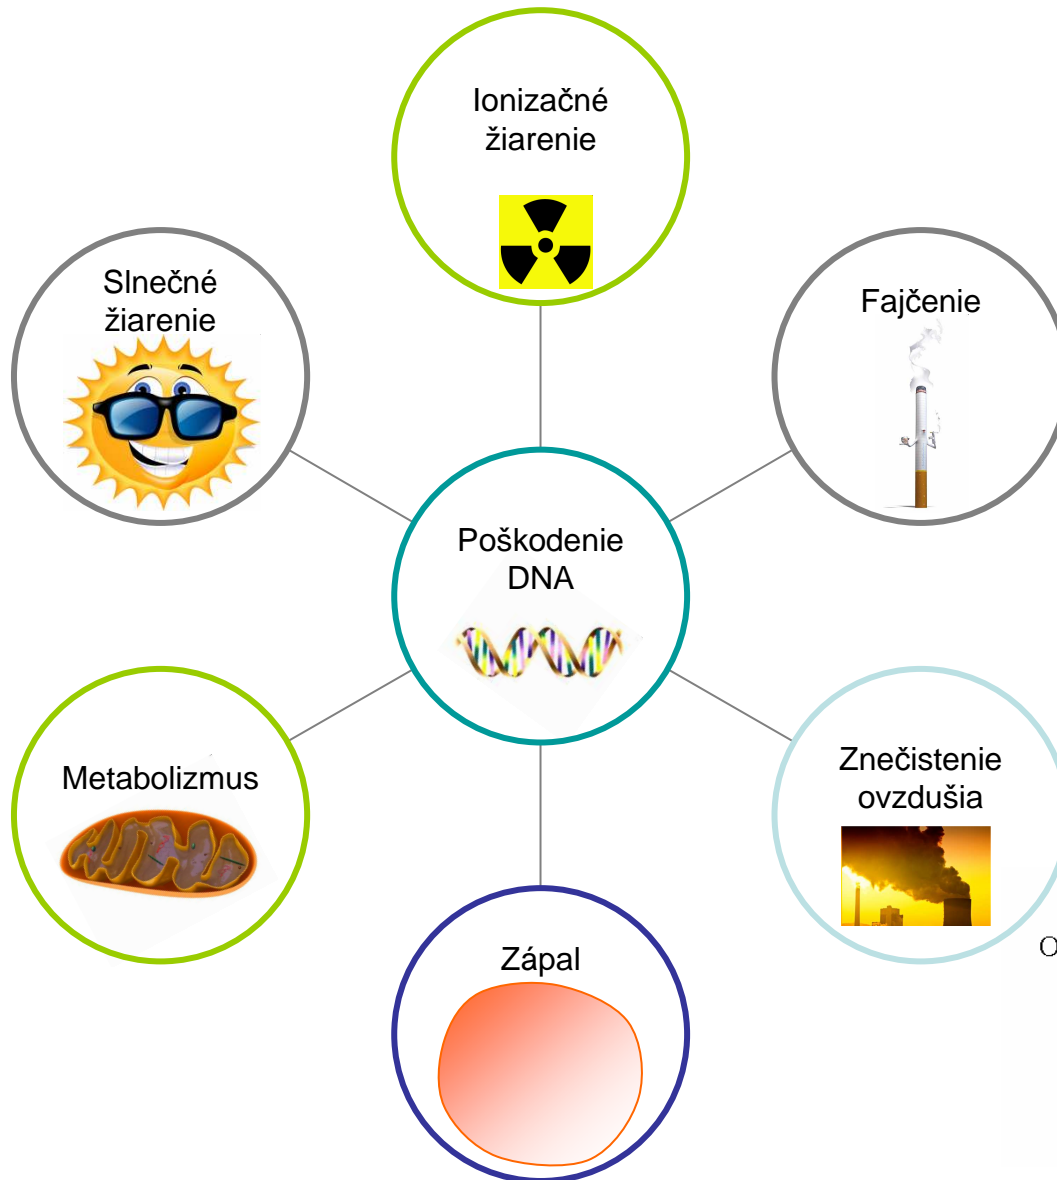 Ionizačné
žiarenie
Slnečné
žiarenie
Fajčenie
Poškodenie
DNA
Metabolizmus
Znečistenie
ovzdušia
Zápal
O